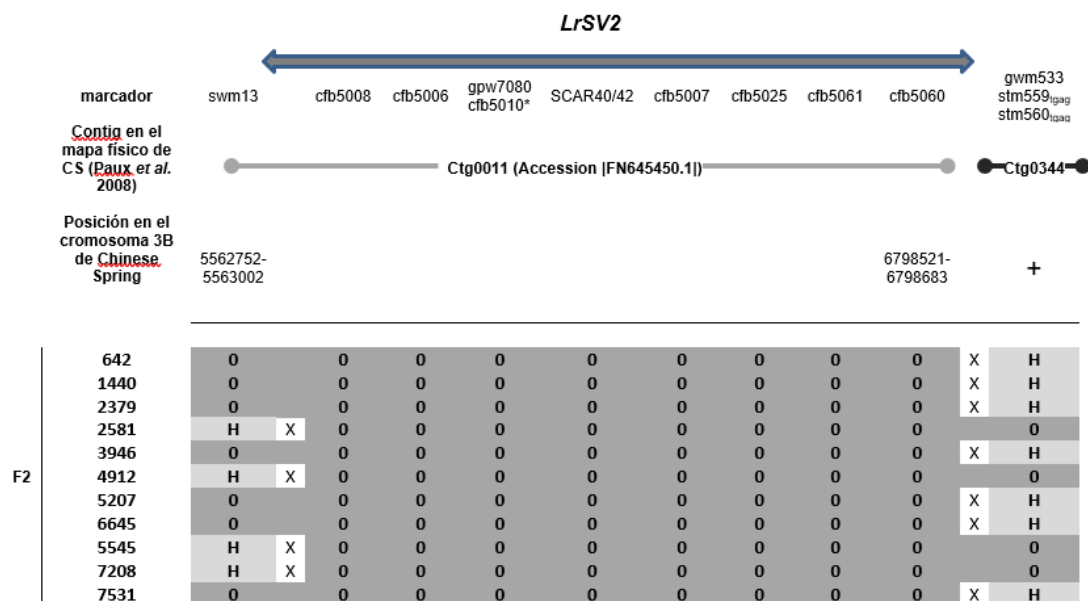 LrSV2
marcador swm13 cfb5008 cfb5006 gpw7080 cfb5010* SCAR40/42 cfb5007 cfb5025 cfb5061 cfb5060 gwm533 stm559tgag stm560tgag
Contig en el
mapa físico de
CS (Paux et al.
2008)
Ctg0011 (Accession |FN645450.1|)
Ctg0344
Posición en el
cromosoma 3B
de Chinese
Spring
5562752-
5563002
6798521-
6798683
+
F2
642 0 0 0 0 0 0 0 0 0 X H
1440 0 0 0 0 0 0 0 0 0 X H
2379 0 0 0 0 0 0 0 0 0 X H
2581 H X 0 0 0 0 0 0 0 0 0
3946 0 0 0 0 0 0 0 0 0 X H
4912 H X 0 0 0 0 0 0 0 0 0
5207 0 0 0 0 0 0 0 0 0 X H
6645 0 0 0 0 0 0 0 0 0 X H
5545 H X 0 0 0 0 0 0 0 0 0
7208 H X 0 0 0 0 0 0 0 0 0
7531 0 0 0 0 0 0 0 0 0 X H